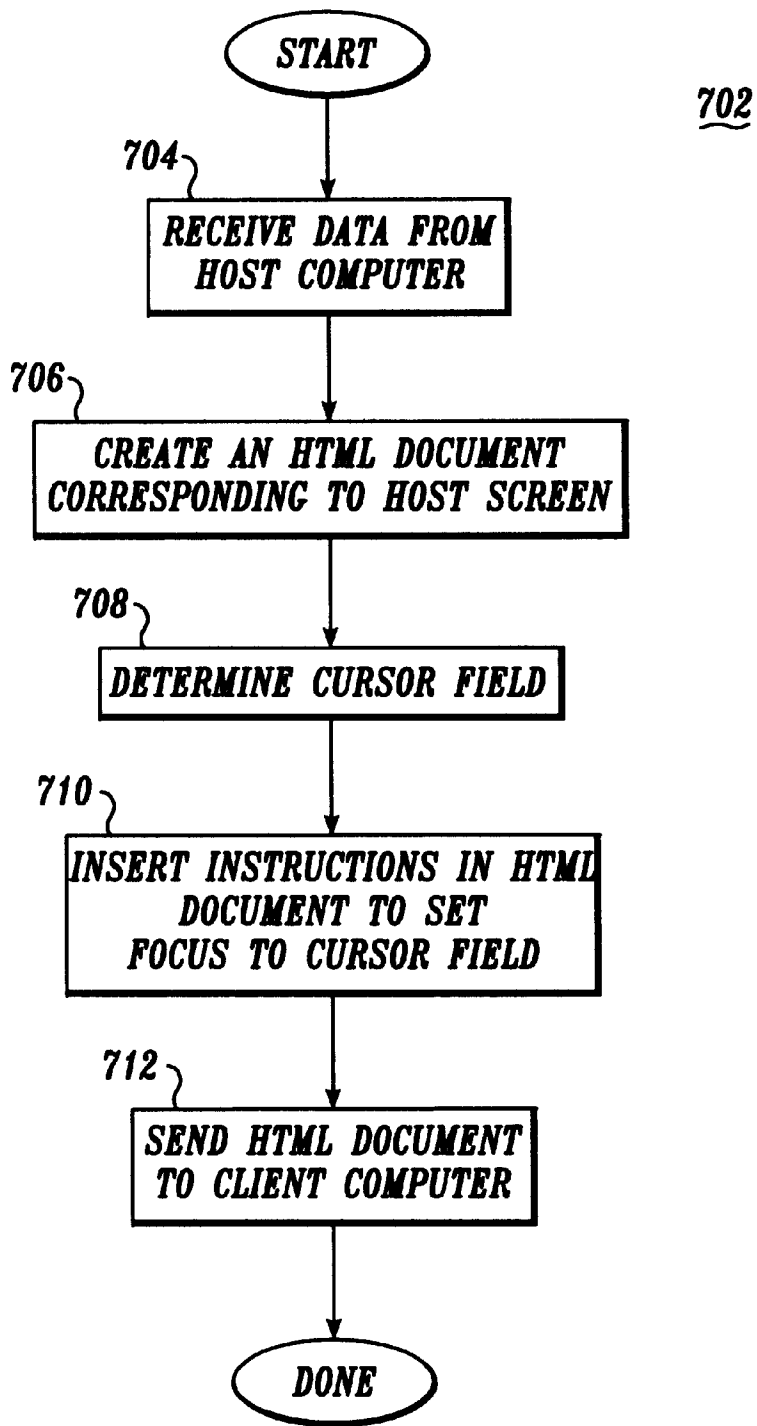 START
702
704
RECEIVE DATA FROM
HOST COMPUTER
706
CREATE AN HTML DOCUMENT
CORRESPONDING TO HOST SCREEN
708
DETERMINE CURSOR FIELD
710
INSERT INSTRUCTIONS IN HTML
DOCUMENT TO SET
FOCUS TO CURSOR FIELD
712
SEND HTML DOCUMENT
TO CLIENT COMPUTER
DONE